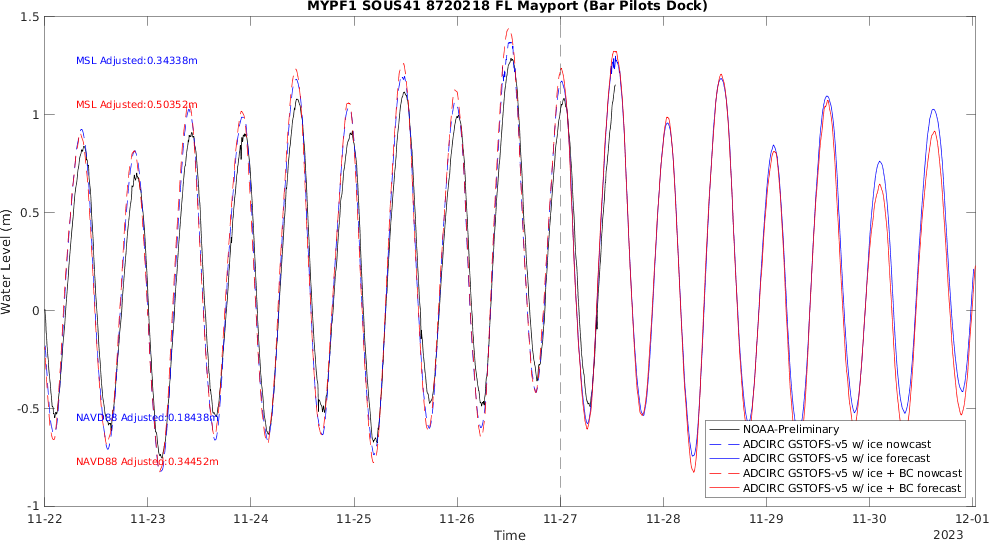 MYPF1 SOUS41 8720218 FL Mayport (Bar Pilots Dock)
1.5
1
0.5
0
-0.5
-1
Water Level (m)
MSL Adjusted:0.34338m
MSL Adjusted:0.50352m
NAVD88 Adjusted:0.18438m
NAVD88 Adjusted:0.34452m
NOAA-Preliminary
ADCIRC GSTOFS-v5 w/ ice nowcast
ADCIRC GSTOFS-v5 w/ ice forecast
ADCIRC GSTOFS-v5 w/ ice + BC nowcast
ADCIRC GSTOFS-v5 w/ ice + BC forecast
11-22 11-23 11-24 11-25 11-26 11-27 11-28 11-29 11-30 12-01
Time
2023